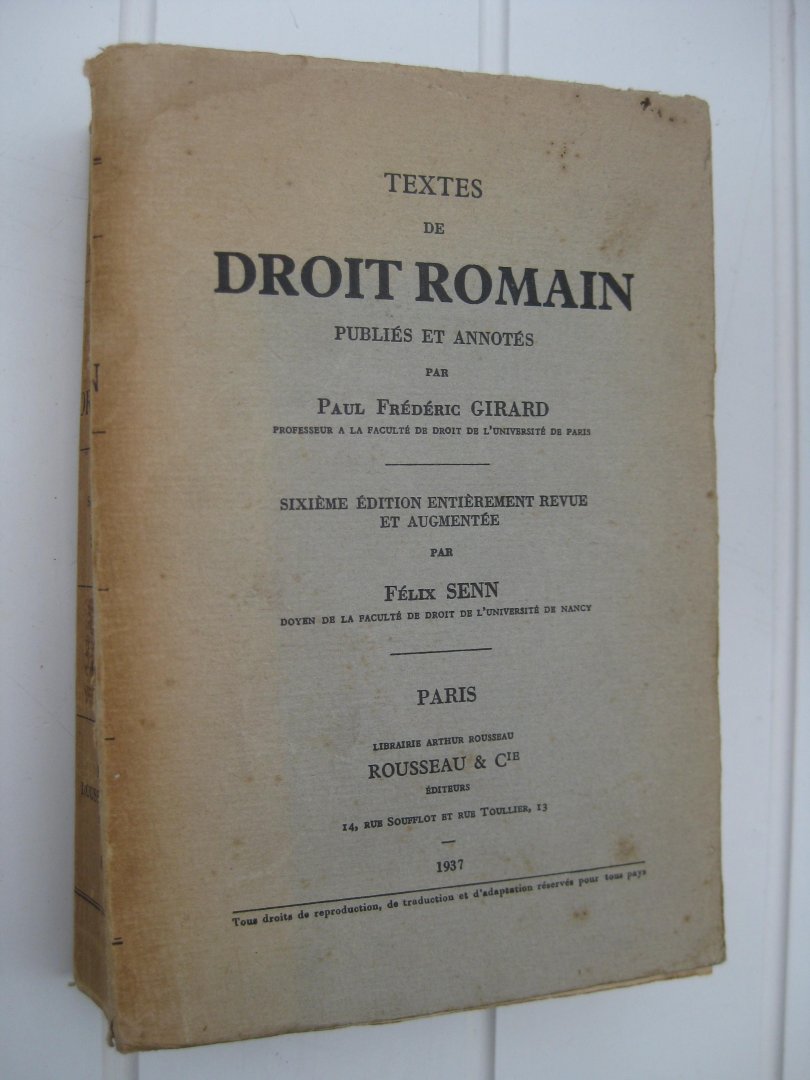 TEXTES
DE
DROIT ROMAIN
PUBLIÉS ET ANNOTÉS
PAR
PAUL FRÉDÉRIC GIRARD
PROFESSEUR A LA FACULTÉ DE DROIT DE L'UNIVERSITÉ DE PARIS
SIXIÈME ÉDITION ENTIÈREMENT REVUE
ET AUGMENTÉE
PAR
FÉLIX SENN
DOYEN DE LA FACULTÉ DE DROIT DE L'UNIVERSITÉ DE NANCY
PARIS
LIBRAIRIE ARTHUR ROUSSEAU
ROUSSEAU & CIE
ÉDITEURS
14, RUE SOUFFLOT ET RUE TOULLIER, 13
1937
Tous droits de reproduction, de traduction et d'adaptation réservés pour tous pays